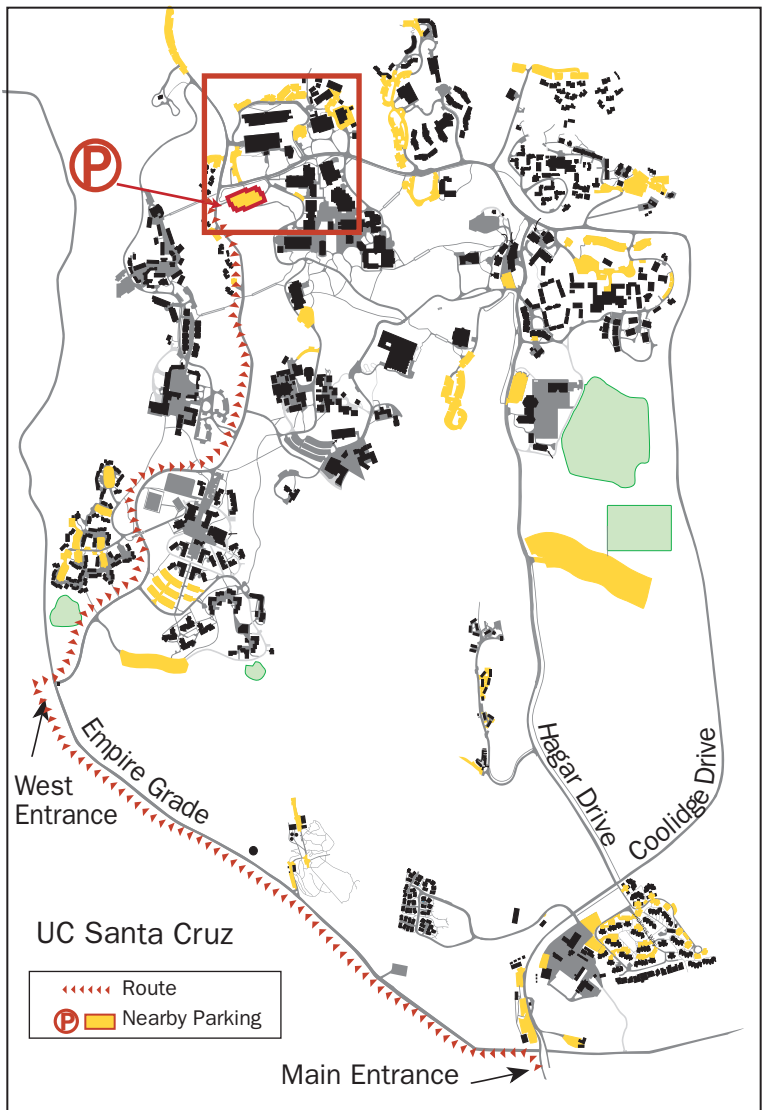 P
Empire Grade
West
Entrance
Hagar Drive
Coolidge Drive
UC Santa Cruz
Route
P Nearby Parking
Main Entrance